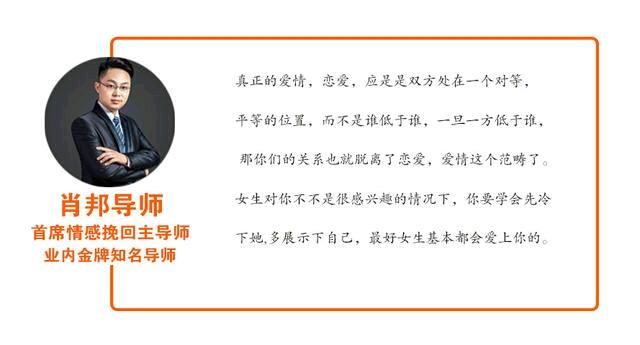 真正的爱情，恋爱，应是是双方处在一个对等，
平等的位置，而不是谁低于谁，一旦一方低于谁，
那你们的关系也就脱离了恋爱，爱情这个范畴了。
女生对你不不是很感兴趣的情况下，你要学会先冷
下她,多展示下自己，最好女生基本都会爱上你的。
肖邦导师
首席情感挽回主导师
业内金牌知名导师